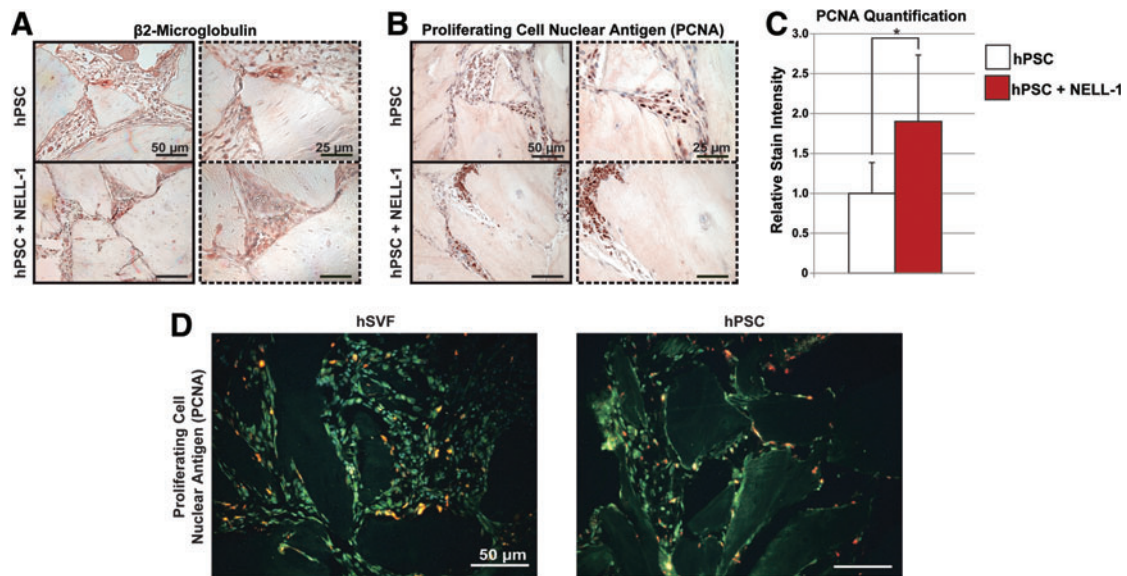 A
β2-Microglobulin
hPSC
50 µm
25 µm
hPSC + NELL-1
B
Proliferating Cell Nuclear Antigen (PCNA)
hPSC
50 µm
25 µm
hPSC + NELL-1
C
PCNA Quantification
Relative Stain Intensity
3.0
2.5
2.0
1.5
1.0
0.5
0
*
hPSC
hPSC + NELL-1
D
hSVF
hPSC
Proliferating Cell
Nuclear Antigen (PCNA)
50 µm